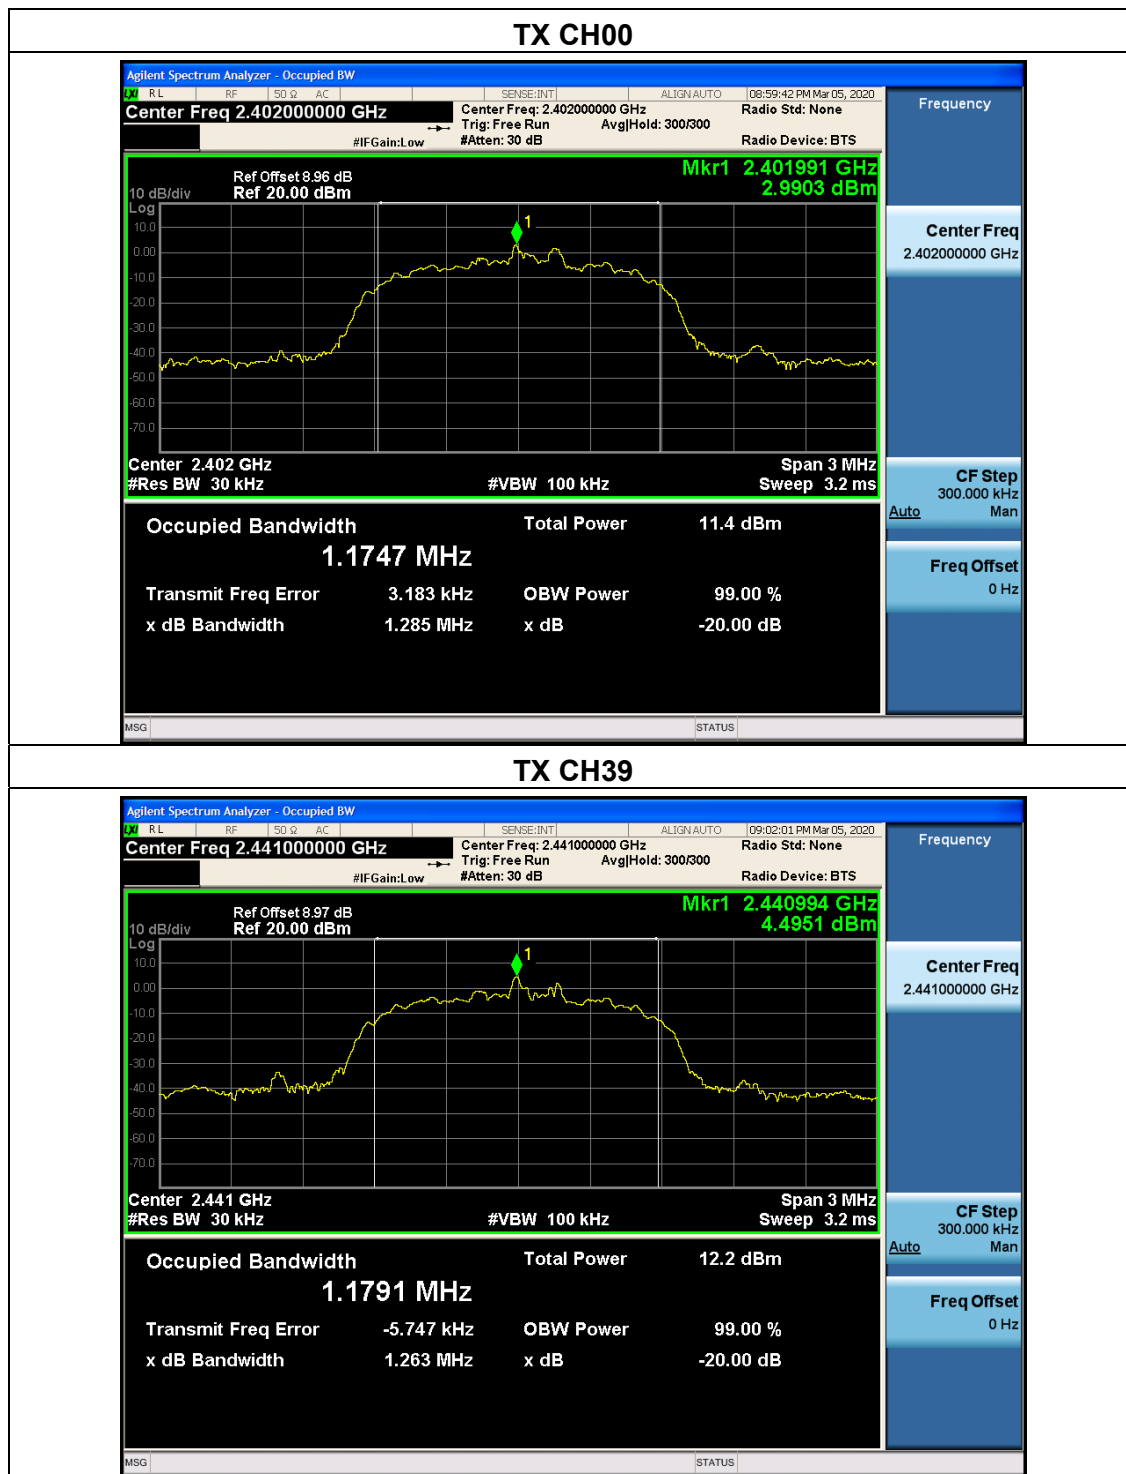 TX CH00
Agilent Spectrum Analyzer - Occupied BW
LXI RL RF 50 Ω AC SENSE:INT ALIGN AUTO 08:59:42 PM Mar 05, 2020
Center Freq 2.402000000 GHz
Center Freq: 2.402000000 GHz Radio Std: None
Trig: Free Run Avg|Hold: 300/300
#IFGain:Low #Atten: 30 dB Radio Device: BTS
Frequency
Mkr1 2.401991 GHz
2.9903 dBm
Ref Offset 8.96 dB
10 dB/div Ref 20.00 dBm
Log
10.0
1
0.00
-10.0
-20.0
-30.0
-40.0
-50.0
-60.0
-70.0
Center Freq
2.402000000 GHz
Center 2.402 GHz Span 3 MHz
#Res BW 30 kHz #VBW 100 kHz Sweep 3.2 ms
CF Step
300.000 kHz
Auto Man
Occupied Bandwidth Total Power 11.4 dBm
1.1747 MHz
Transmit Freq Error 3.183 kHz OBW Power 99.00 %
x dB Bandwidth 1.285 MHz x dB -20.00 dB
Freq Offset
0 Hz
MSG STATUS
TX CH39
Agilent Spectrum Analyzer - Occupied BW
LXI RL RF 50 Ω AC SENSE:INT ALIGN AUTO 09:02:01 PM Mar 05, 2020
Center Freq 2.441000000 GHz
Center Freq: 2.441000000 GHz Radio Std: None
Trig: Free Run Avg|Hold: 300/300
#IFGain:Low #Atten: 30 dB Radio Device: BTS
Frequency
Mkr1 2.440994 GHz
4.4951 dBm
Ref Offset 8.97 dB
10 dB/div Ref 20.00 dBm
Log
10.0
1
0.00
-10.0
-20.0
-30.0
-40.0
-50.0
-60.0
-70.0
Center Freq
2.441000000 GHz
Center 2.441 GHz Span 3 MHz
#Res BW 30 kHz #VBW 100 kHz Sweep 3.2 ms
CF Step
300.000 kHz
Auto Man
Occupied Bandwidth Total Power 12.2 dBm
1.1791 MHz
Transmit Freq Error -5.747 kHz OBW Power 99.00 %
x dB Bandwidth 1.263 MHz x dB -20.00 dB
Freq Offset
0 Hz
MSG STATUS